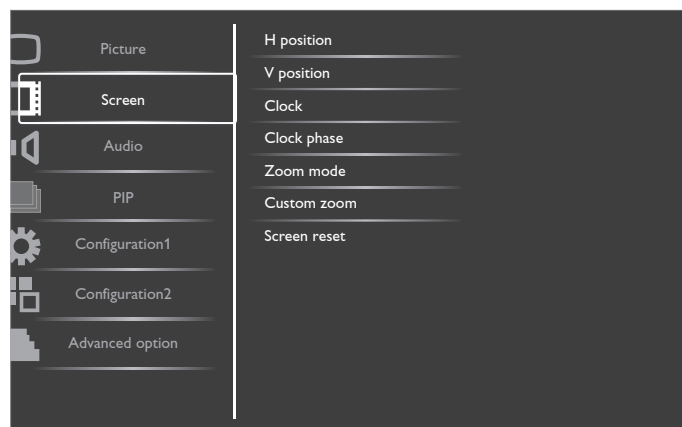 Picture
Screen
Audio
PIP
Configuration1
Configuration2
Advanced option
H position
V position
Clock
Clock phase
Zoom mode
Custom zoom
Screen reset